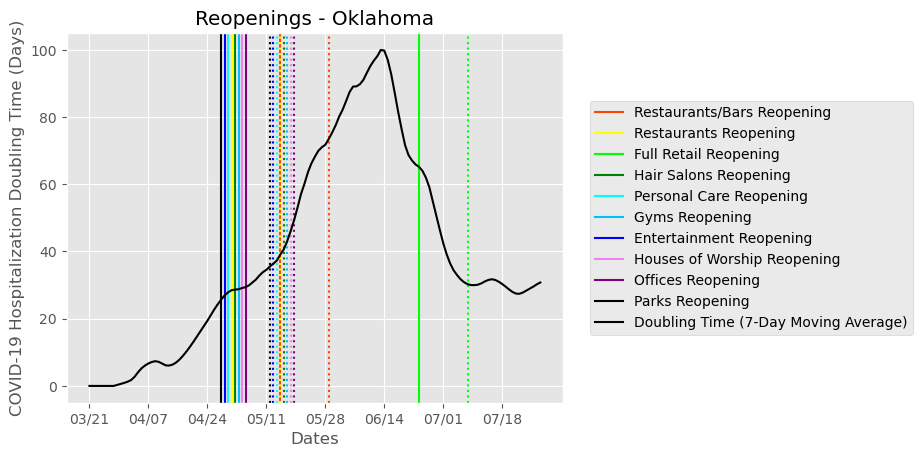 Reopenings - Oklahoma
COVID-19 Hospitalization Doubling Time (Days)
100
80
60
40
20
0
03/21 04/07 04/24 05/11 05/28 06/14 07/01 07/18
Dates
Restaurants/Bars Reopening
Restaurants Reopening
Full Retail Reopening
Hair Salons Reopening
Personal Care Reopening
Gyms Reopening
Entertainment Reopening
Houses of Worship Reopening
Offices Reopening
Parks Reopening
Doubling Time (7-Day Moving Average)